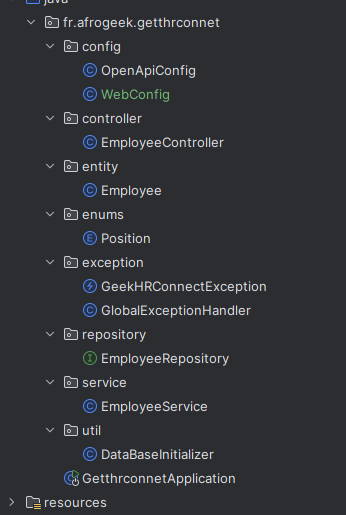 java
fr.afrogeek.getthrconnet
config
OpenApiConfig
WebConfig
controller
EmployeeController
entity
Employee
enums
Position
exception
GeekHRConnectException
GlobalExceptionHandler
repository
EmployeeRepository
service
EmployeeService
util
DataBaseInitializer
GetthrconnetApplication
resources